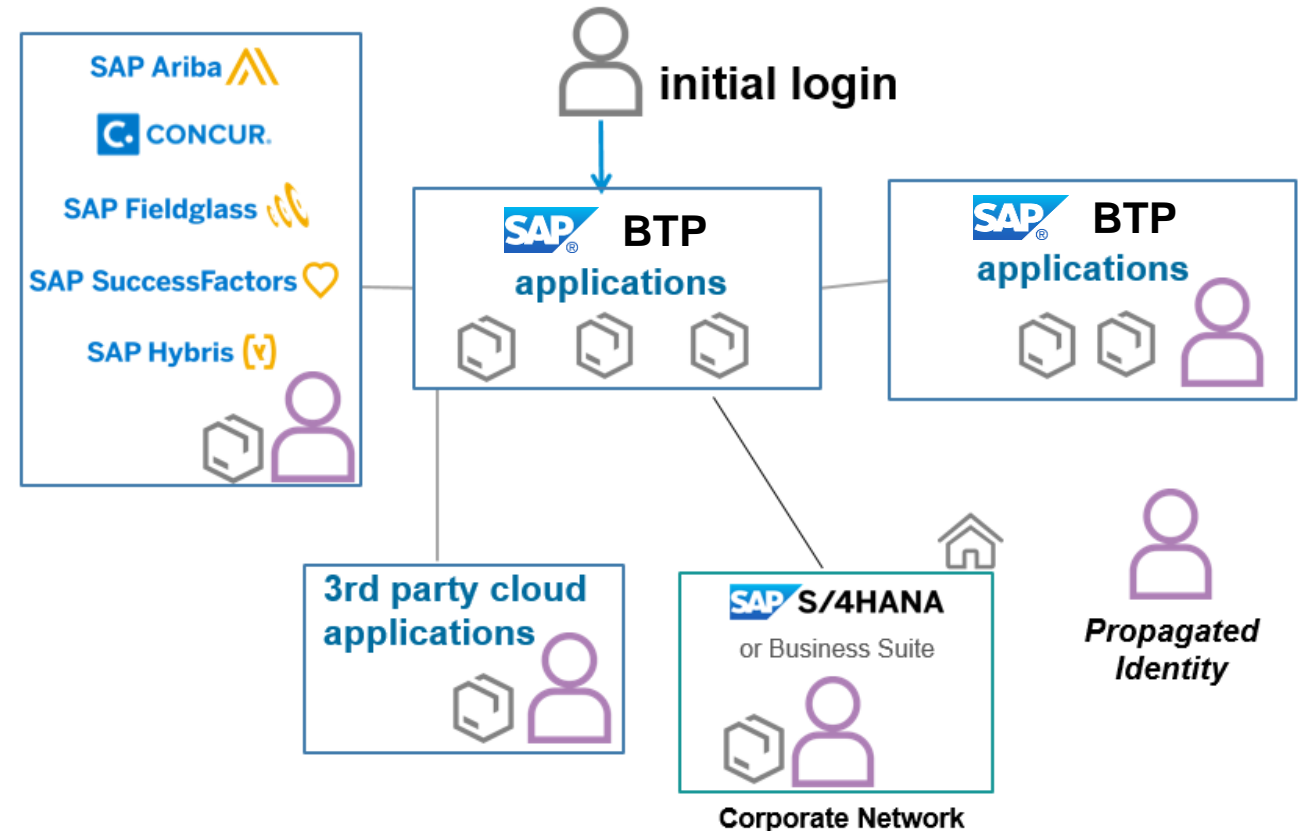 initial login
SAP Ariba
C. CONCUR.
SAP Fieldglass
SAP SuccessFactors
SAP Hybris (Y)
SAP® BTP
applications
SAP® BTP
applications
3rd party cloud
applications
SAP S/4HANA
or Business Suite
Corporate Network
Propagated
Identity